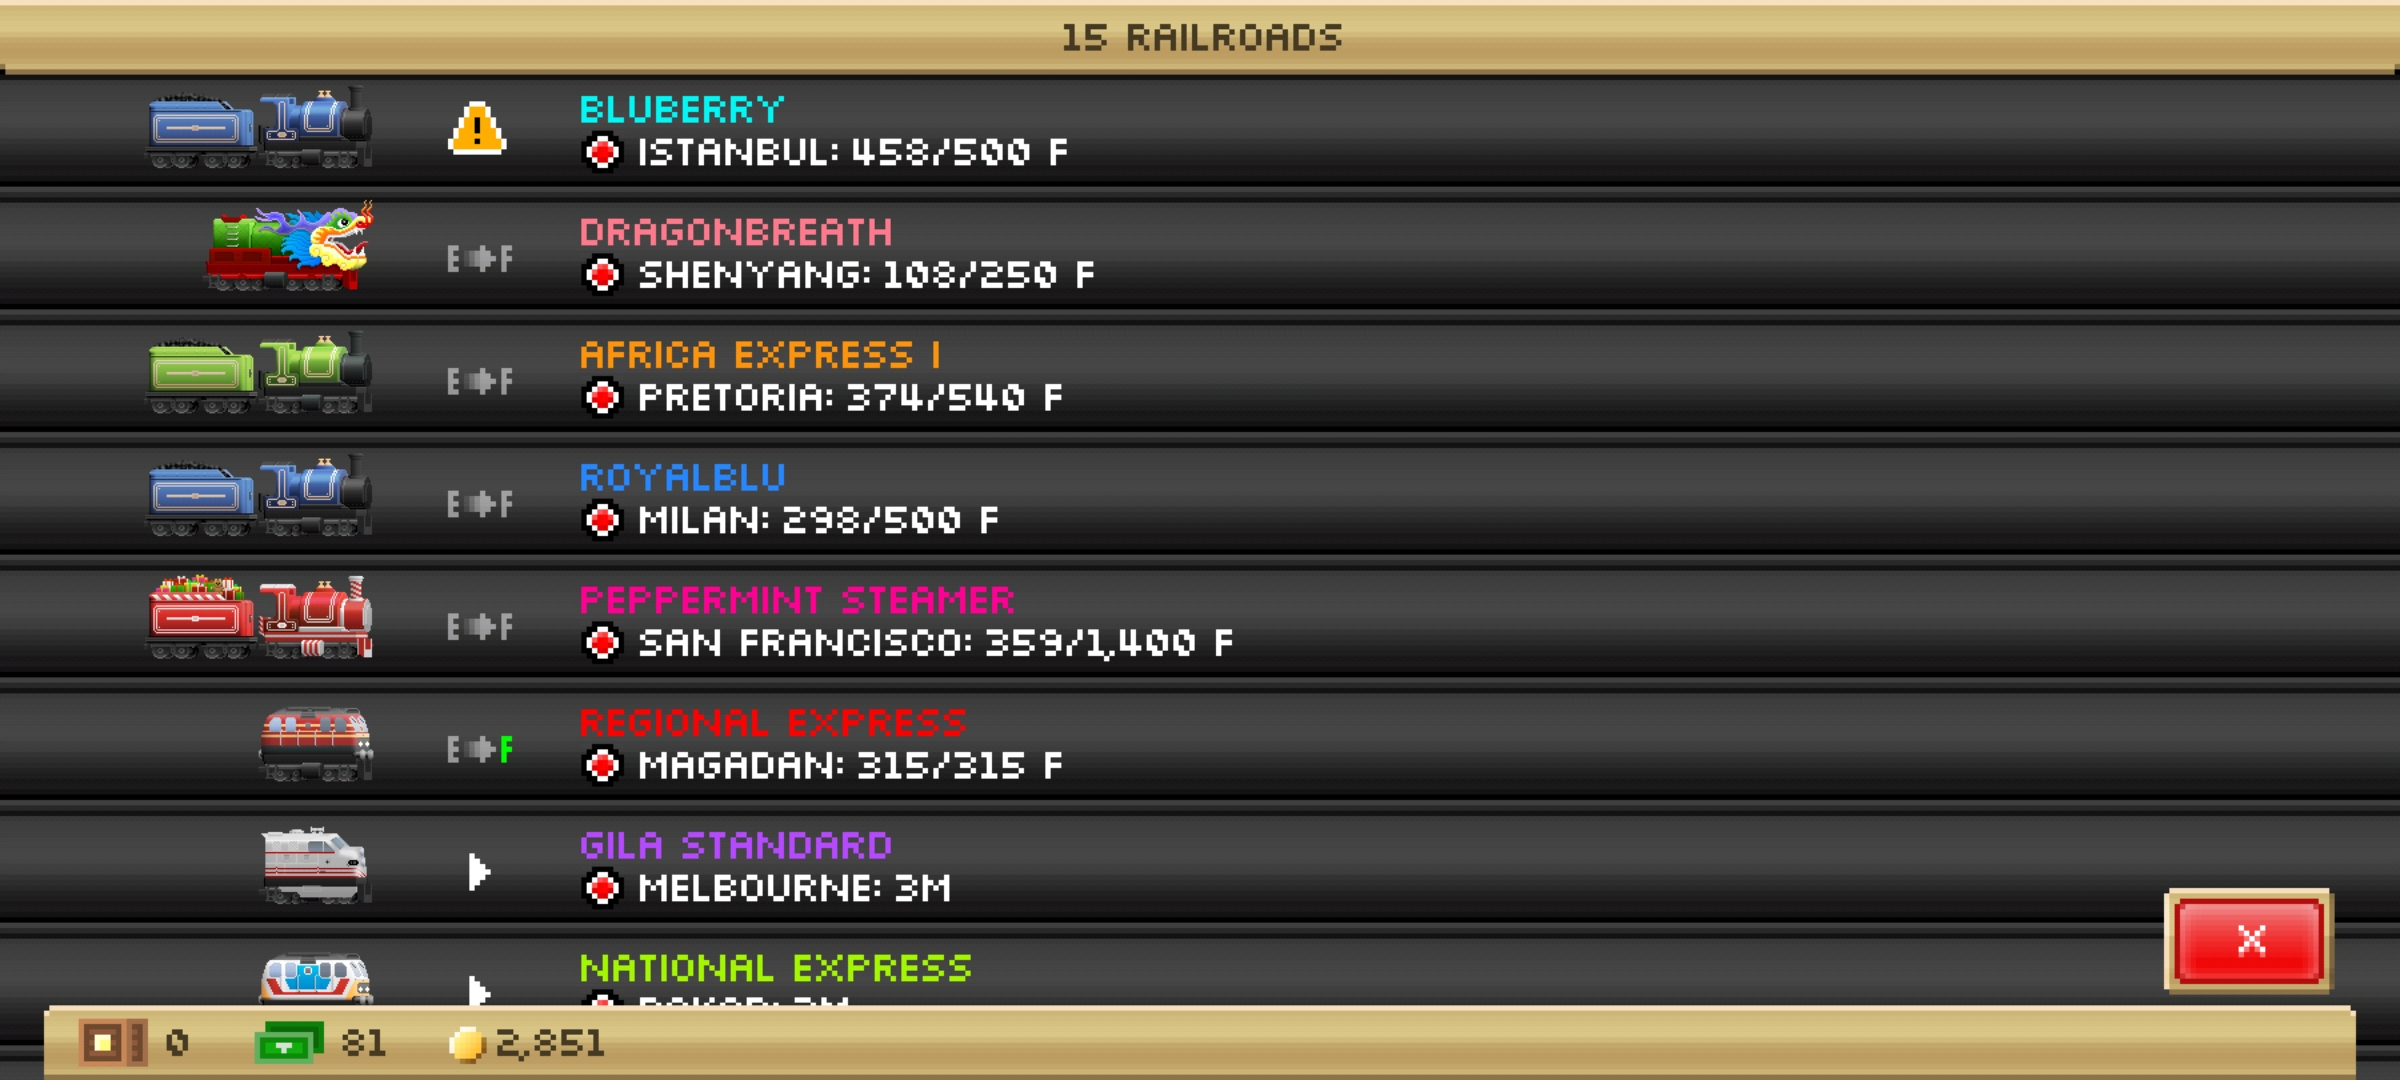 15 RAILROADS
BLUBERRY
ISTANBUL: 458/500 F
DRAGONBREATH
E F
SHENYANG: 108/250 F
AFRICA EXPRESS I
E F
PRETORIA: 374/540 F
ROYALBLU
E F
MILAN: 298/500 F
PEPPERMINT STEAMER
E F
SAN FRANCISCO: 359/1,400 F
REGIONAL EXPRESS
E F
MAGADAN: 315/315 F
GILA STANDARD
MELBOURNE: 3M
X
NATIONAL EXPRESS
0 81 2,851